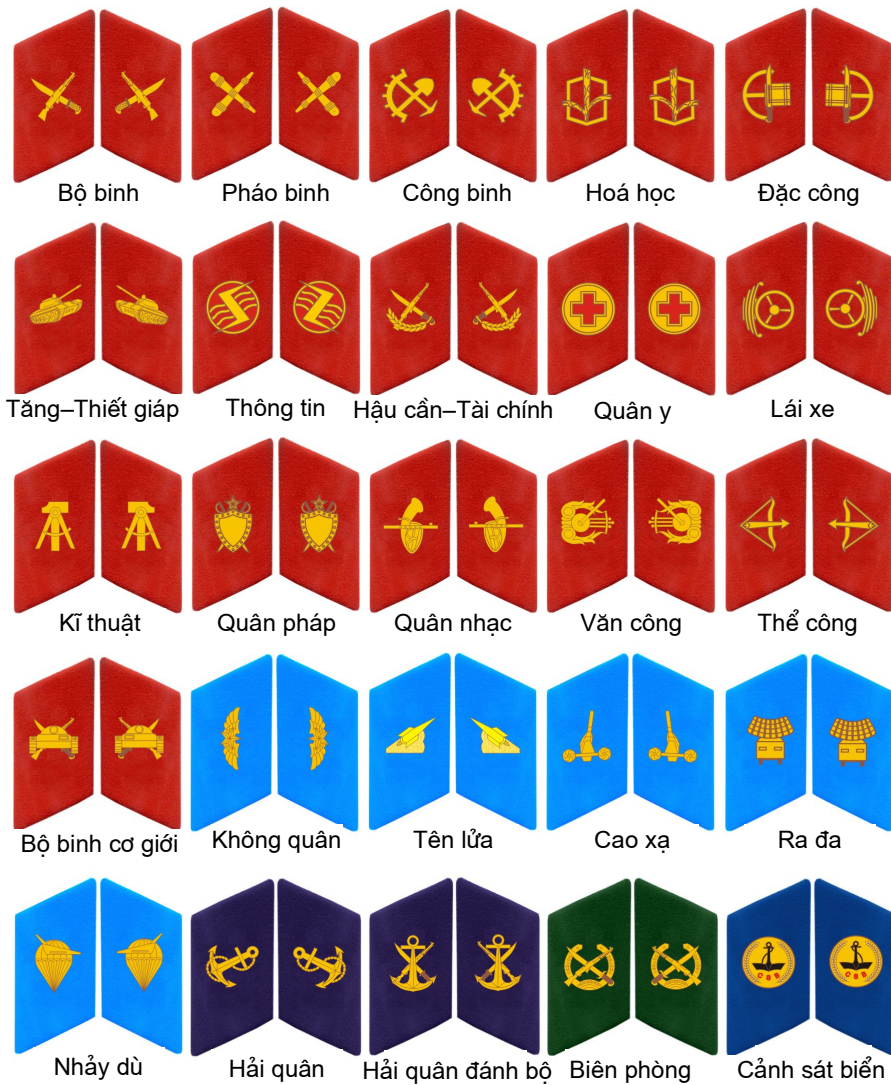 Bộ binh
Pháo binh
Công binh
Hoá học
Đặc công
Tăng–Thiết giáp
Thông tin
Hậu cần–Tài chính
Quân y
Lái xe
Kĩ thuật
Quân pháp
Quân nhạc
Văn công
Thể công
Bộ binh cơ giới
Không quân
Tên lửa
Cao xạ
Ra đa
CSB
CSB
Nhảy dù
Hải quân
Hải quân đánh bộ
Biên phòng
Cảnh sát biển